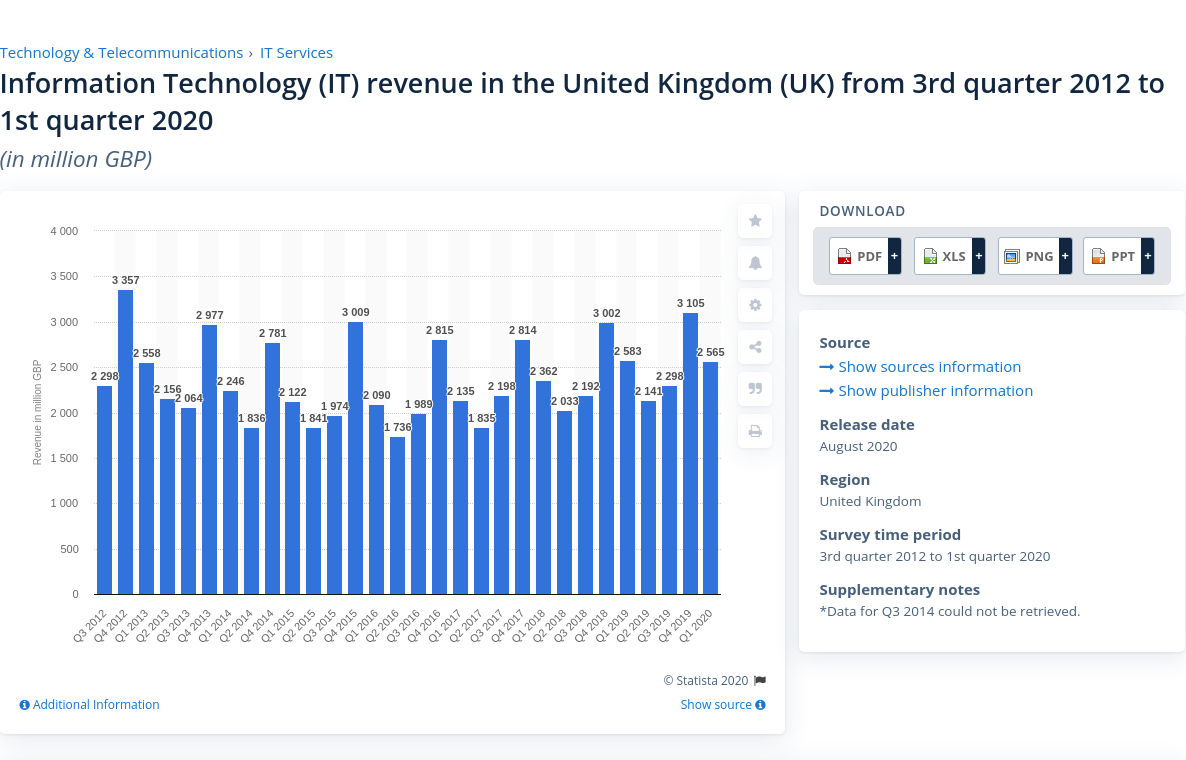 Technology & Telecommunications › IT Services
Information Technology (IT) revenue in the United Kingdom (UK) from 3rd quarter 2012 to
1st quarter 2020
(in million GBP)
Revenue in million GBP
4 000
3 500
3 000
2 500
2 000
1 500
1 000
500
0
2 298
3 357
2 558
2 156
2 064
2 977
2 246
1 836
2 781
2 122
1 841
1 974
3 009
2 090
1 736
1 989
2 815
2 135
1 835
2 198
2 814
2 362
2 033
2 192
3 002
2 583
2 141
2 298
3 105
2 565
Q3 2012
Q4 2012
Q1 2013
Q2 2013
Q3 2013
Q4 2013
Q1 2014
Q2 2014
Q4 2014
Q1 2015
Q2 2015
Q3 2015
Q4 2015
Q1 2016
Q2 2016
Q3 2016
Q4 2016
Q1 2017
Q2 2017
Q3 2017
Q4 2017
Q1 2018
Q2 2018
Q3 2018
Q4 2018
Q1 2019
Q2 2019
Q3 2019
Q4 2019
Q1 2020
© Statista 2020
Additional Information
Show source
DOWNLOAD
PDF + XLS + PNG + PPT +
Source
Show sources information
Show publisher information
Release date
August 2020
Region
United Kingdom
Survey time period
3rd quarter 2012 to 1st quarter 2020
Supplementary notes
*Data for Q3 2014 could not be retrieved.